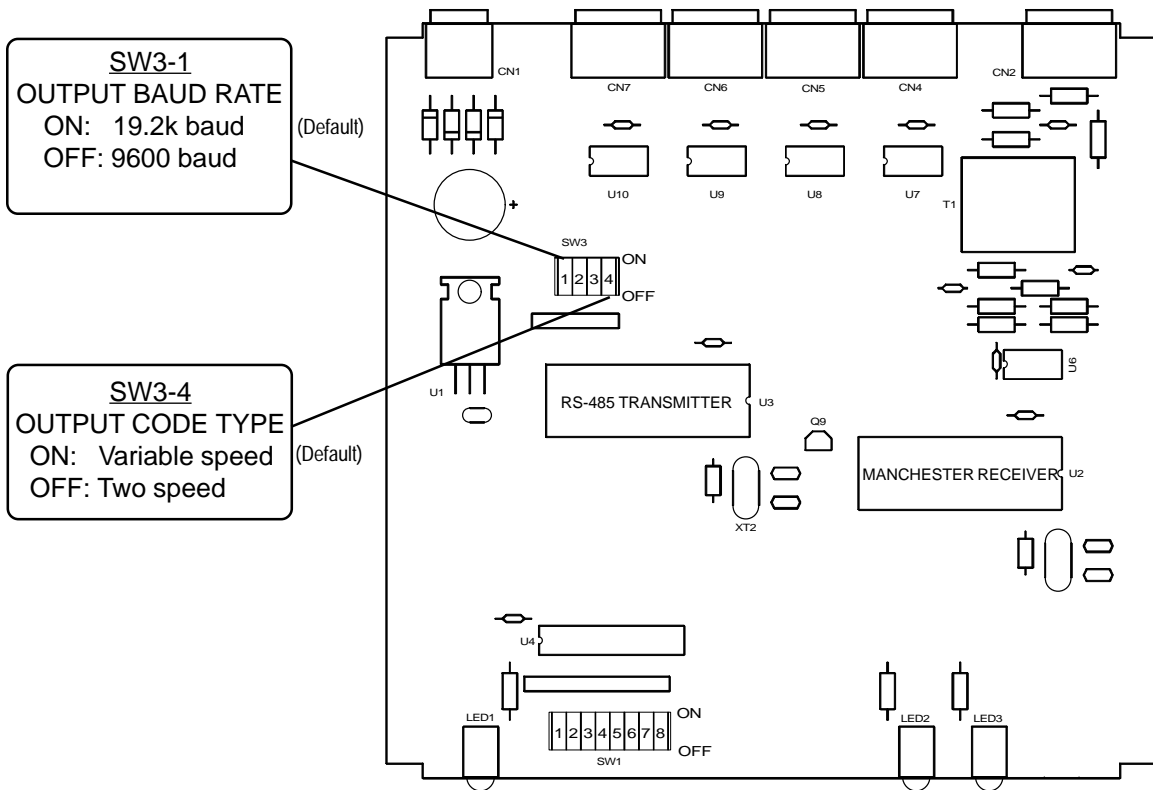 SW3-1
OUTPUT BAUD RATE
ON: 19.2k baud (Default)
OFF: 9600 baud
SW3-4
OUTPUT CODE TYPE
ON: Variable speed (Default)
OFF: Two speed
CN1
CN7
CN6
CN5
CN4
CN2
U10
U9
U8
U7
T1
+
SW3
1 2 3 4
ON
OFF
U1
RS-485 TRANSMITTER
U3
U6
Q9
MANCHESTER RECEIVER
U2
XT2
U4
LED1
1 2 3 4 5 6 7 8
ON
OFF
SW1
LED2
LED3